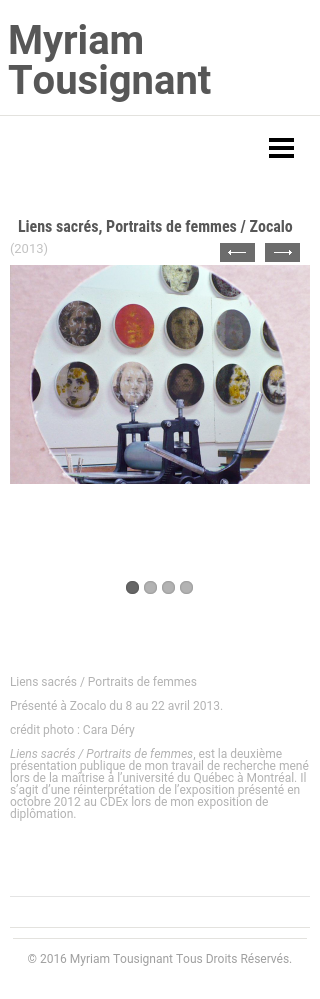 Myriam
Tousignant
Liens sacrés, Portraits de femmes / Zocalo
(2013)
Liens sacrés / Portraits de femmes
Présenté à Zocalo du 8 au 22 avril 2013.
crédit photo : Cara Déry
Liens sacrés / Portraits de femmes, est la deuxième
présentation publique de mon travail de recherche mené
lors de la maîtrise à l’université du Québec à Montréal. Il
s’agit d’une réinterprétation de l’exposition présenté en
octobre 2012 au CDEx lors de mon exposition de
diplômation.
© 2016 Myriam Tousignant Tous Droits Réservés.